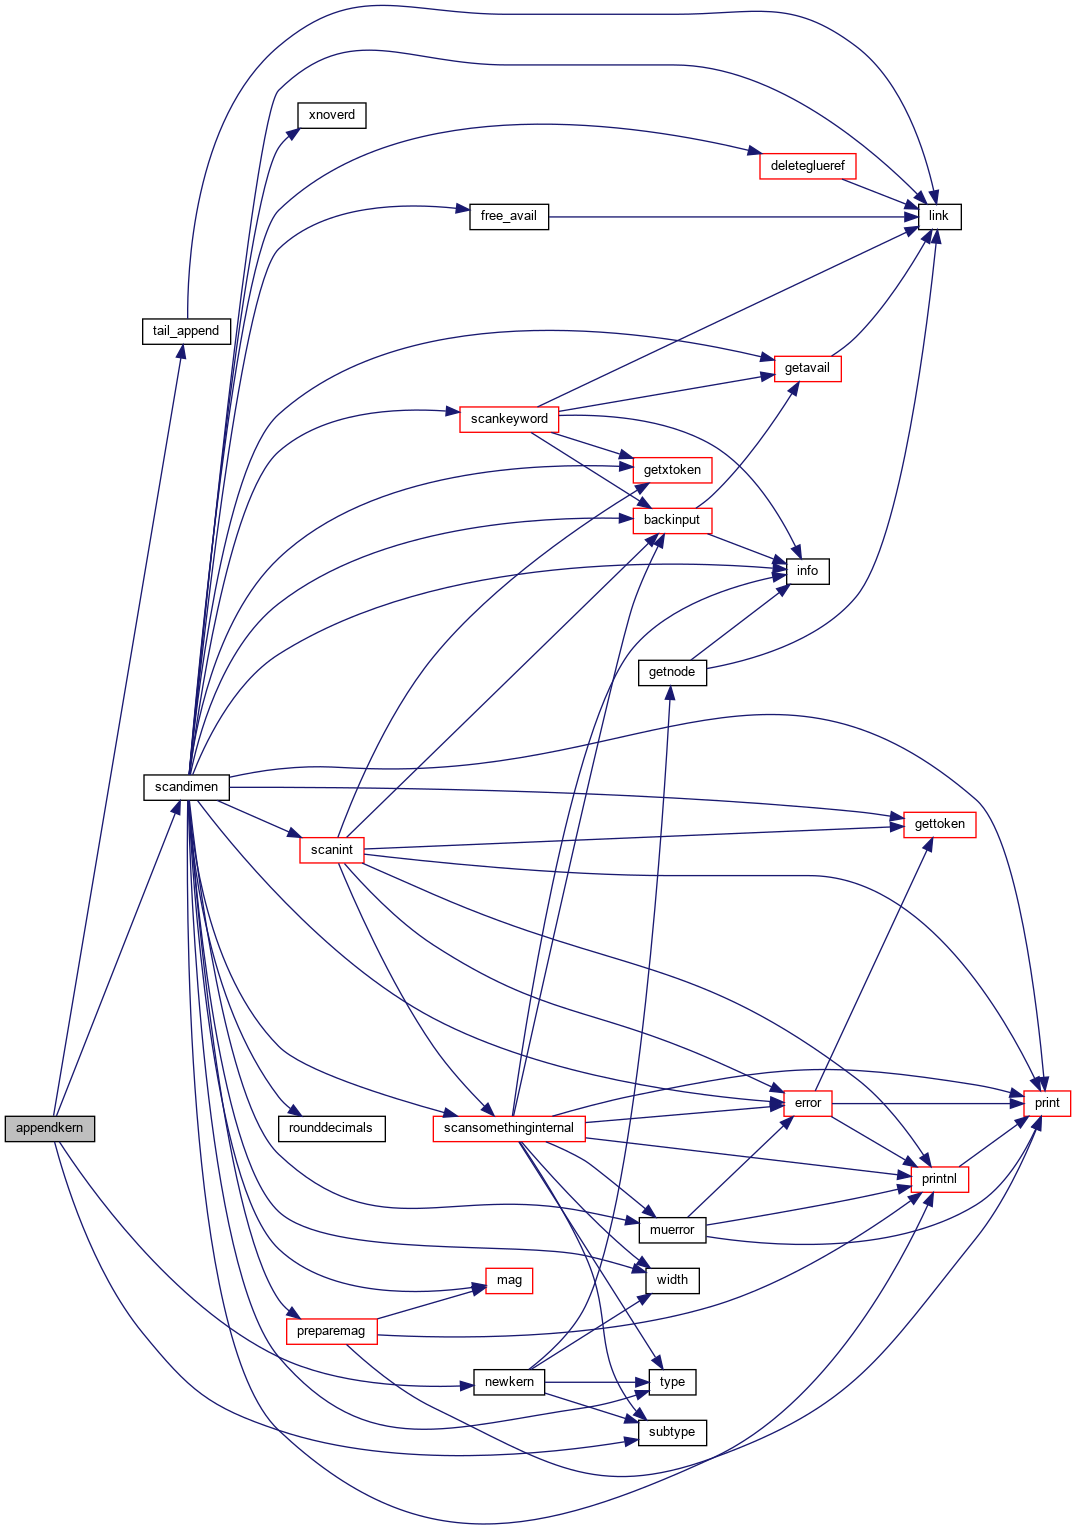 xnoverd
deleteglueref
free_avail
link
tail_append
getavail
scankeyword
getxtoken
backinput
info
getnode
scandimen
gettoken
scanint
error
print
appendkern
rounddecimals
scansomethinginternal
printnl
muerror
mag
width
preparemag
newkern
type
subtype